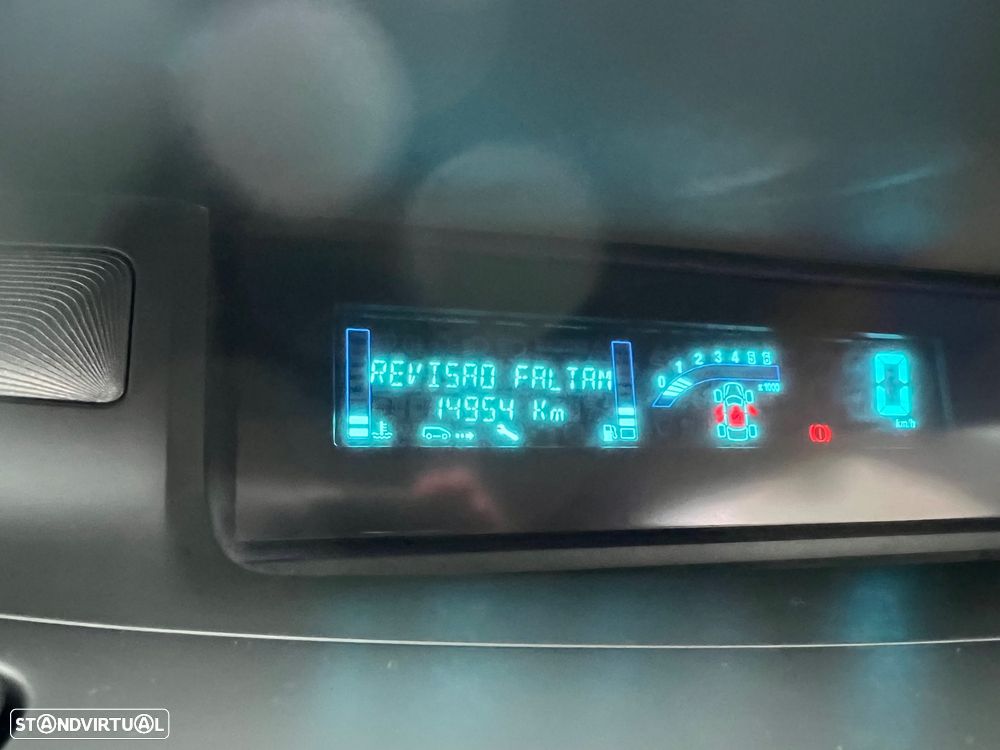 REVISAO FALTAM
14954 Km
0 1 2 3 4 5 6
x1000
0
km/h
STANDVIRTUAL